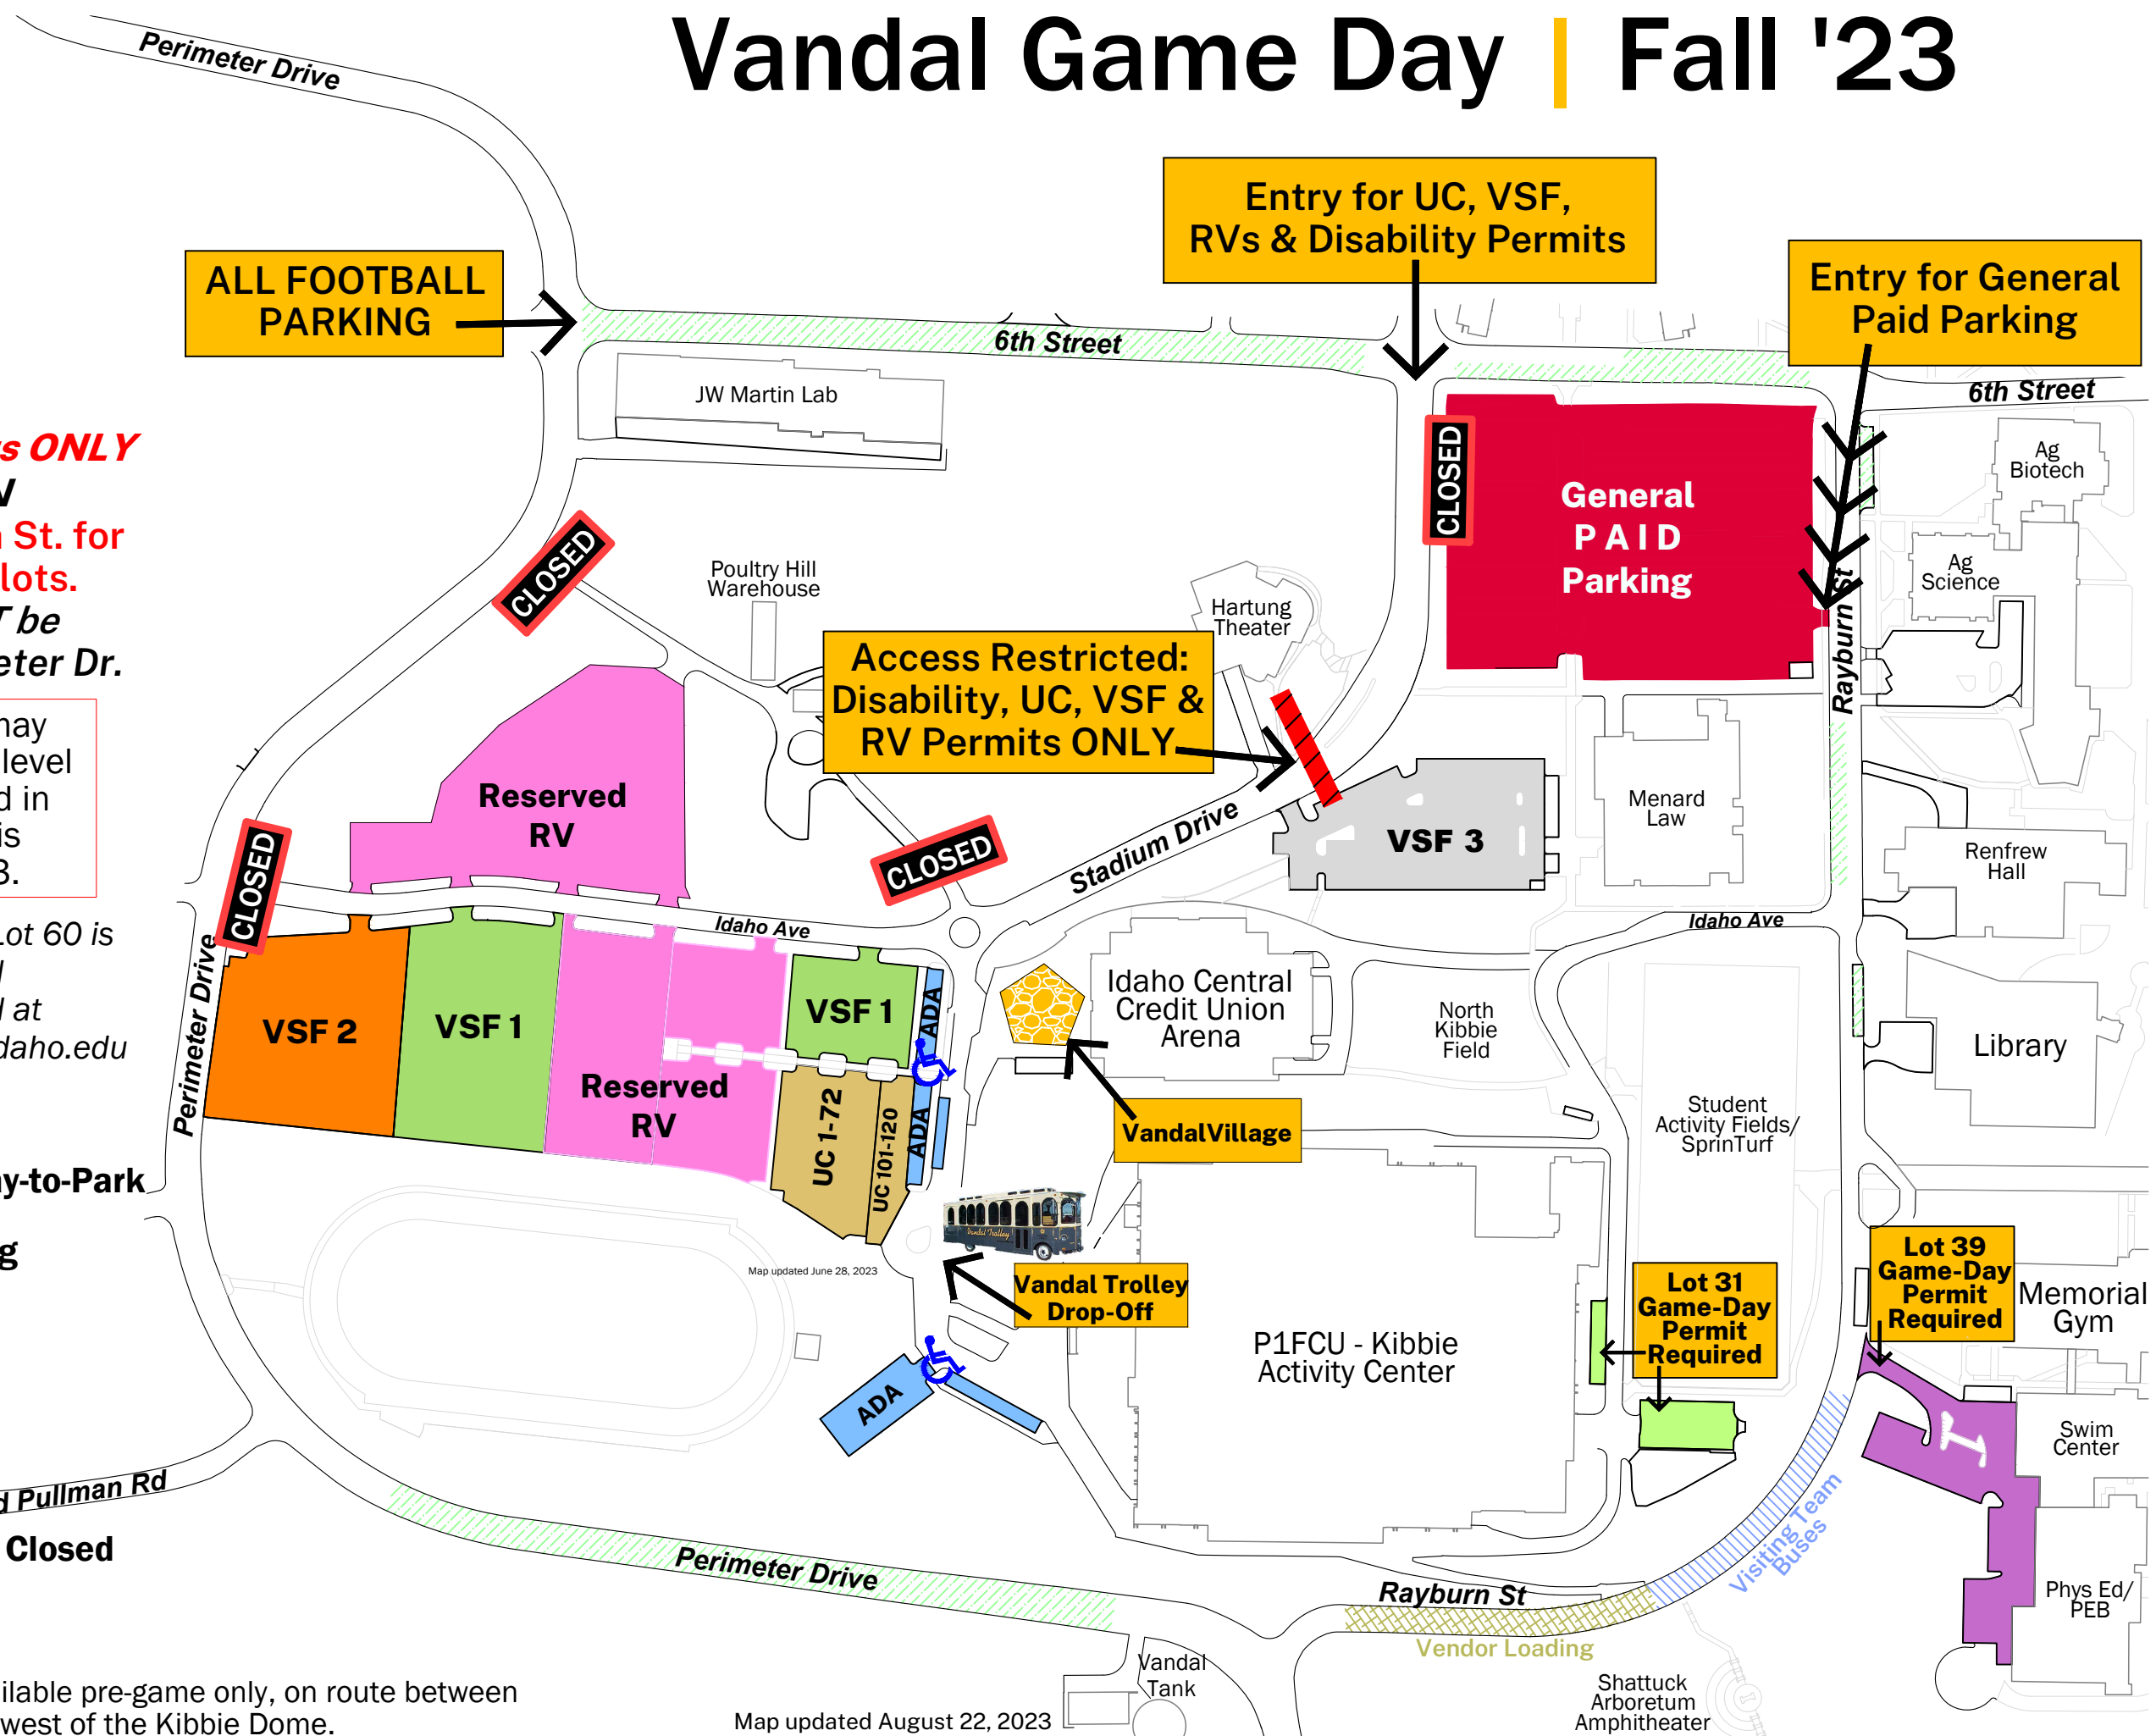 Vandal Game Day | Fall '23
Perimeter Drive
Entry for UC, VSF,
RVs & Disability Permits
ALL FOOTBALL
PARKING
Entry for General
Paid Parking
6th Street
6th Street
JW Martin Lab
CLOSED
General
PAID
Parking
Ag
Biotech
Ag
Science
Rayburn St
ONLY
St. for
lots.
be
Dr.
CLOSED
Poultry Hill
Warehouse
Hartung
Theater
Access Restricted:
Disability, UC, VSF &
RV Permits ONLY
may
level
d in
is
3.
Reserved
RV
Menard
Law
VSF 3
Renfrew
Hall
CLOSED
CLOSED
Stadium Drive
Lot 60 is
at
daho.edu
Idaho Ave
Idaho Ave
Perimeter Drive
VSF 2
VSF 1
Reserved
RV
VSF 1
ADA
UC 1-72
UC 101-120
ADA
Idaho Central
Credit Union
Arena
North
Kibbie
Field
Library
VandalVillage
Student
Activity Fields/
SprinTurf
y-to-Park
g
Vandal Trolley
Map updated June 28, 2023
Vandal Trolley
Drop-Off
Lot 31
Game-Day
Permit
Required
Lot 39
Game-Day
Permit
Required
Memorial
Gym
P1FCU - Kibbie
Activity Center
ADA
Swim
Center
d Pullman Rd
Closed
Visiting Team
Buses
Perimeter Drive
Rayburn St
Vendor Loading
Phys Ed/
PEB
Vandal
Tank
Shattuck
Arboretum
Amphitheater
ilable pre-game only, on route between
west of the Kibbie Dome.
Map updated August 22, 2023